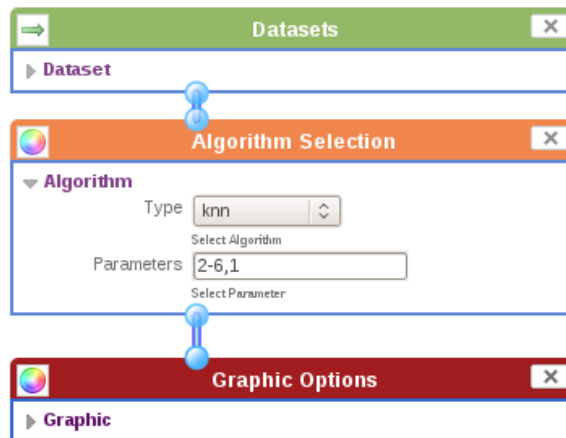 Datasets
Dataset
Algorithm Selection
Algorithm
Type knn
Select Algorithm
Parameters 2-6,1
Select Parameter
Graphic Options
Graphic